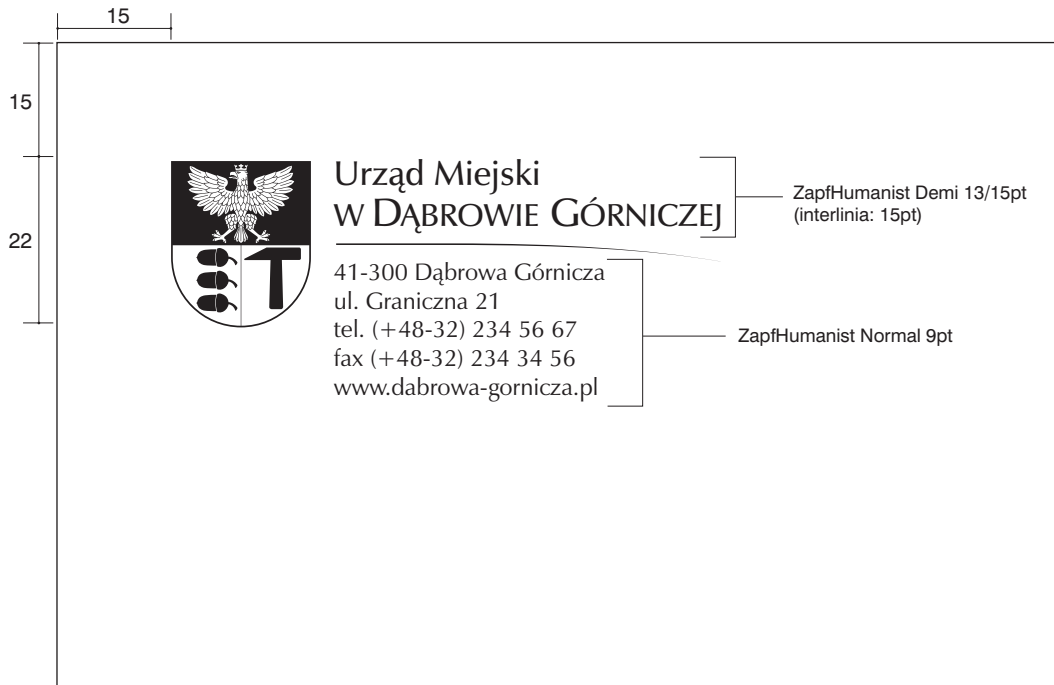 15
15
22
Urząd Miejski
w Dąbrowie Górniczej
41-300 Dąbrowa Górnicza
ul. Graniczna 21
tel. (+48-32) 234 56 67
fax (+48-32) 234 34 56
www.dabrowa-gornicza.pl
ZapfHumanist Demi 13/15pt
(interlinia: 15pt)
ZapfHumanist Normal 9pt